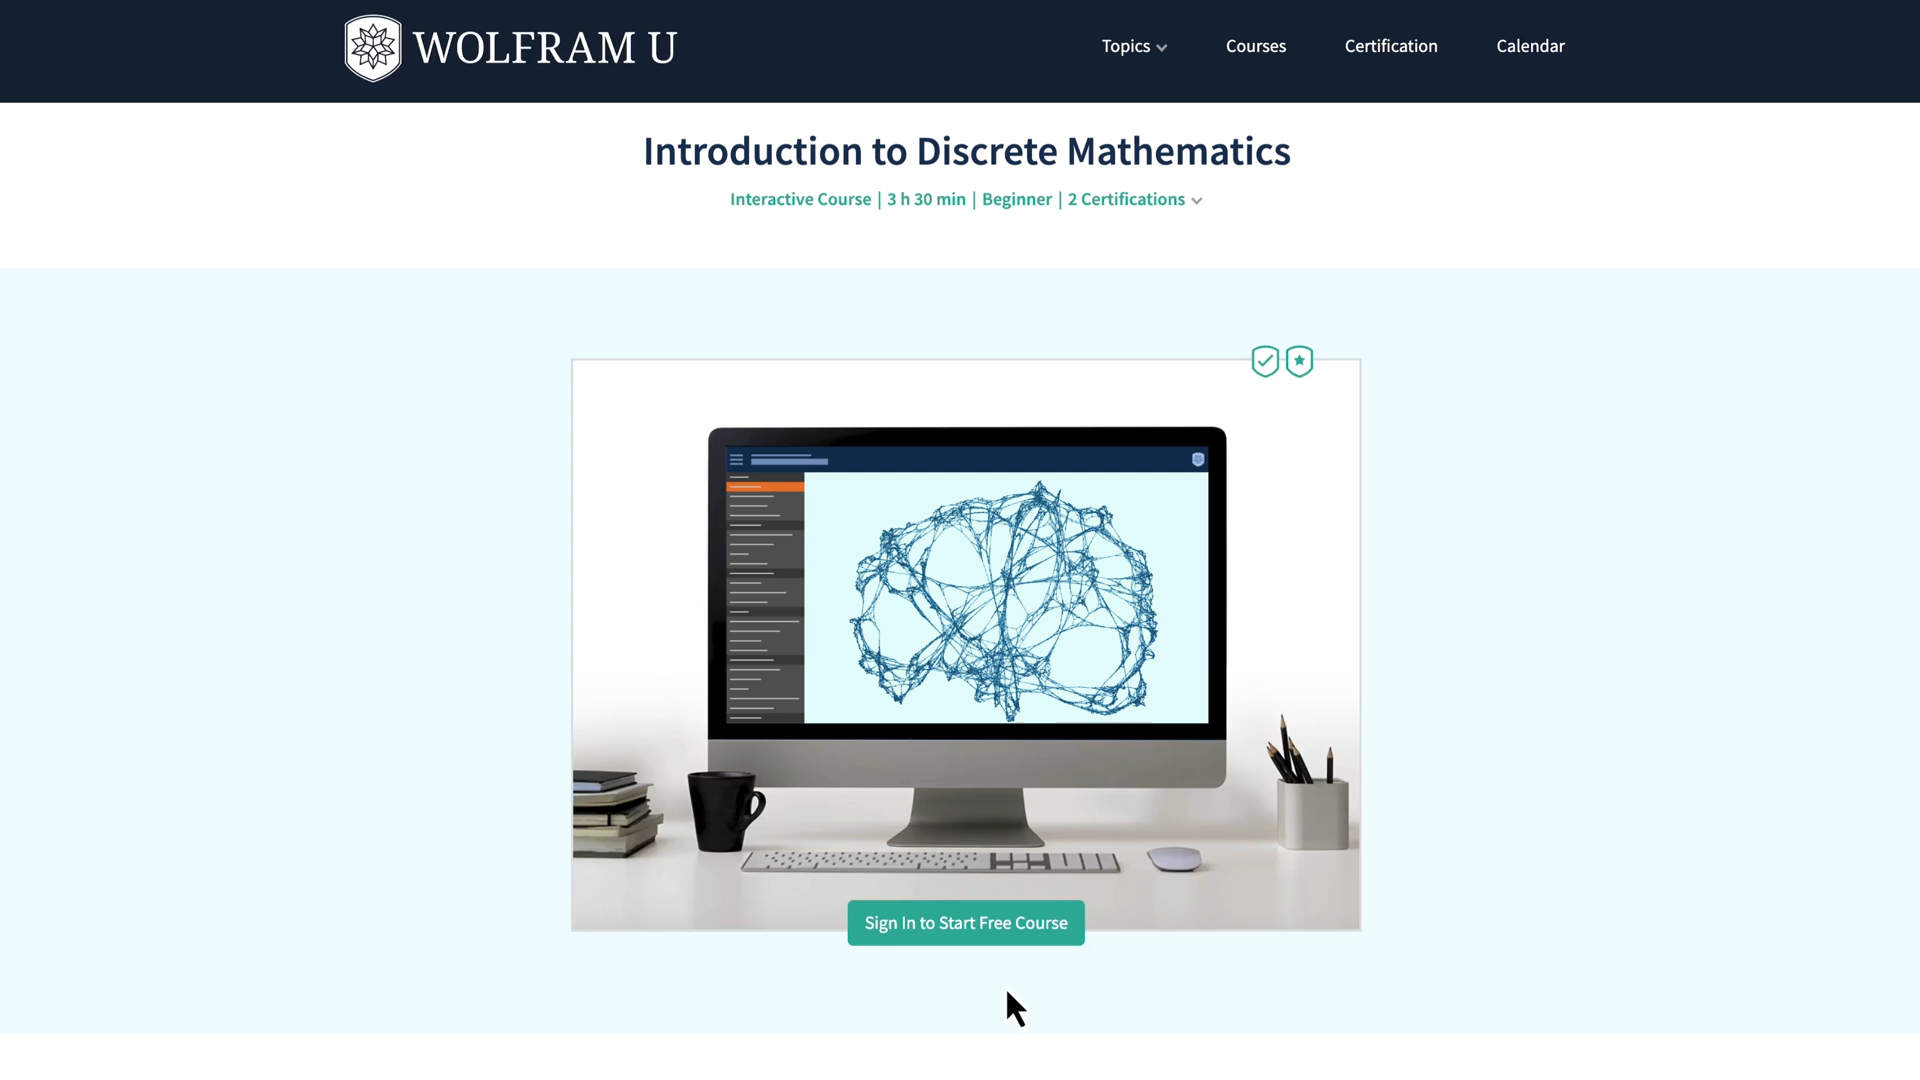 WOLFRAM U
Topics
Courses
Certification
Calendar
Introduction to Discrete Mathematics
Interactive Course | 3 h 30 min | Beginner | 2 Certifications
Sign In to Start Free Course